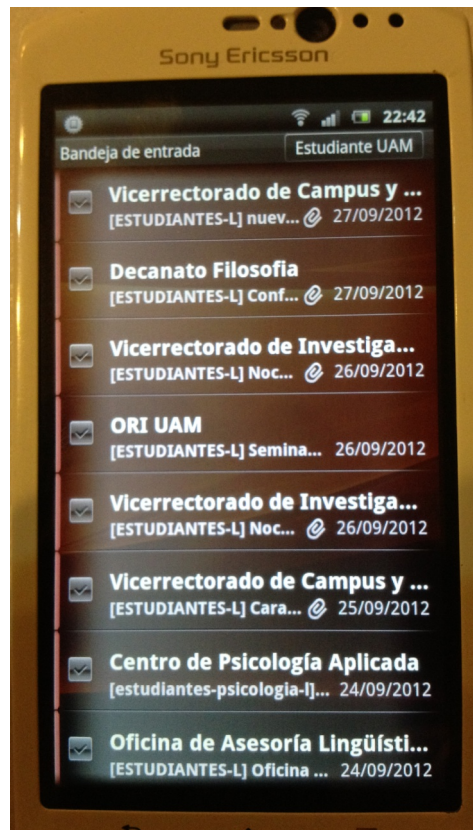 Sony Ericsson
22:42
Bandeja de entrada Estudiante UAM
Vicerrectorado de Campus y ...
[ESTUDIANTES-L] nuev... 27/09/2012
Decanato Filosofia
[ESTUDIANTES-L] Conf... 27/09/2012
Vicerrectorado de Investiga...
[ESTUDIANTES-L] Noc... 26/09/2012
ORI UAM
[ESTUDIANTES-L] Semina... 26/09/2012
Vicerrectorado de Investiga...
[ESTUDIANTES-L] Noc... 26/09/2012
Vicerrectorado de Campus y ...
[ESTUDIANTES-L] Cara... 25/09/2012
Centro de Psicología Aplicada
[estudiantes-psicologia-l]... 24/09/2012
Oficina de Asesoría Lingüísti...
[ESTUDIANTES-L] Oficina ... 24/09/2012